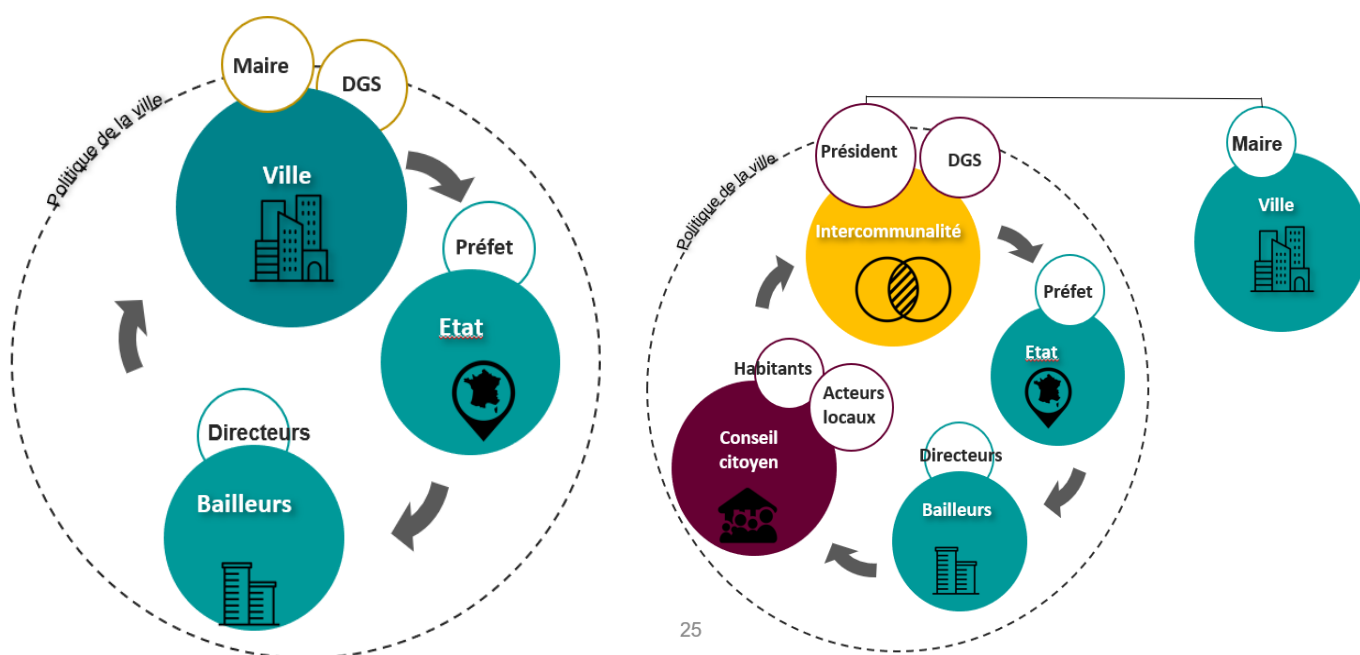 Politique de la ville
Maire
DGS
Ville
Préfet
Etat
Directeurs
Bailleurs
Politique de la ville
Président
DGS
Intercommunalité
Préfet
Etat
Habitants
Acteurs
locaux
Conseil
citoyen
Directeurs
Bailleurs
Maire
Ville
25